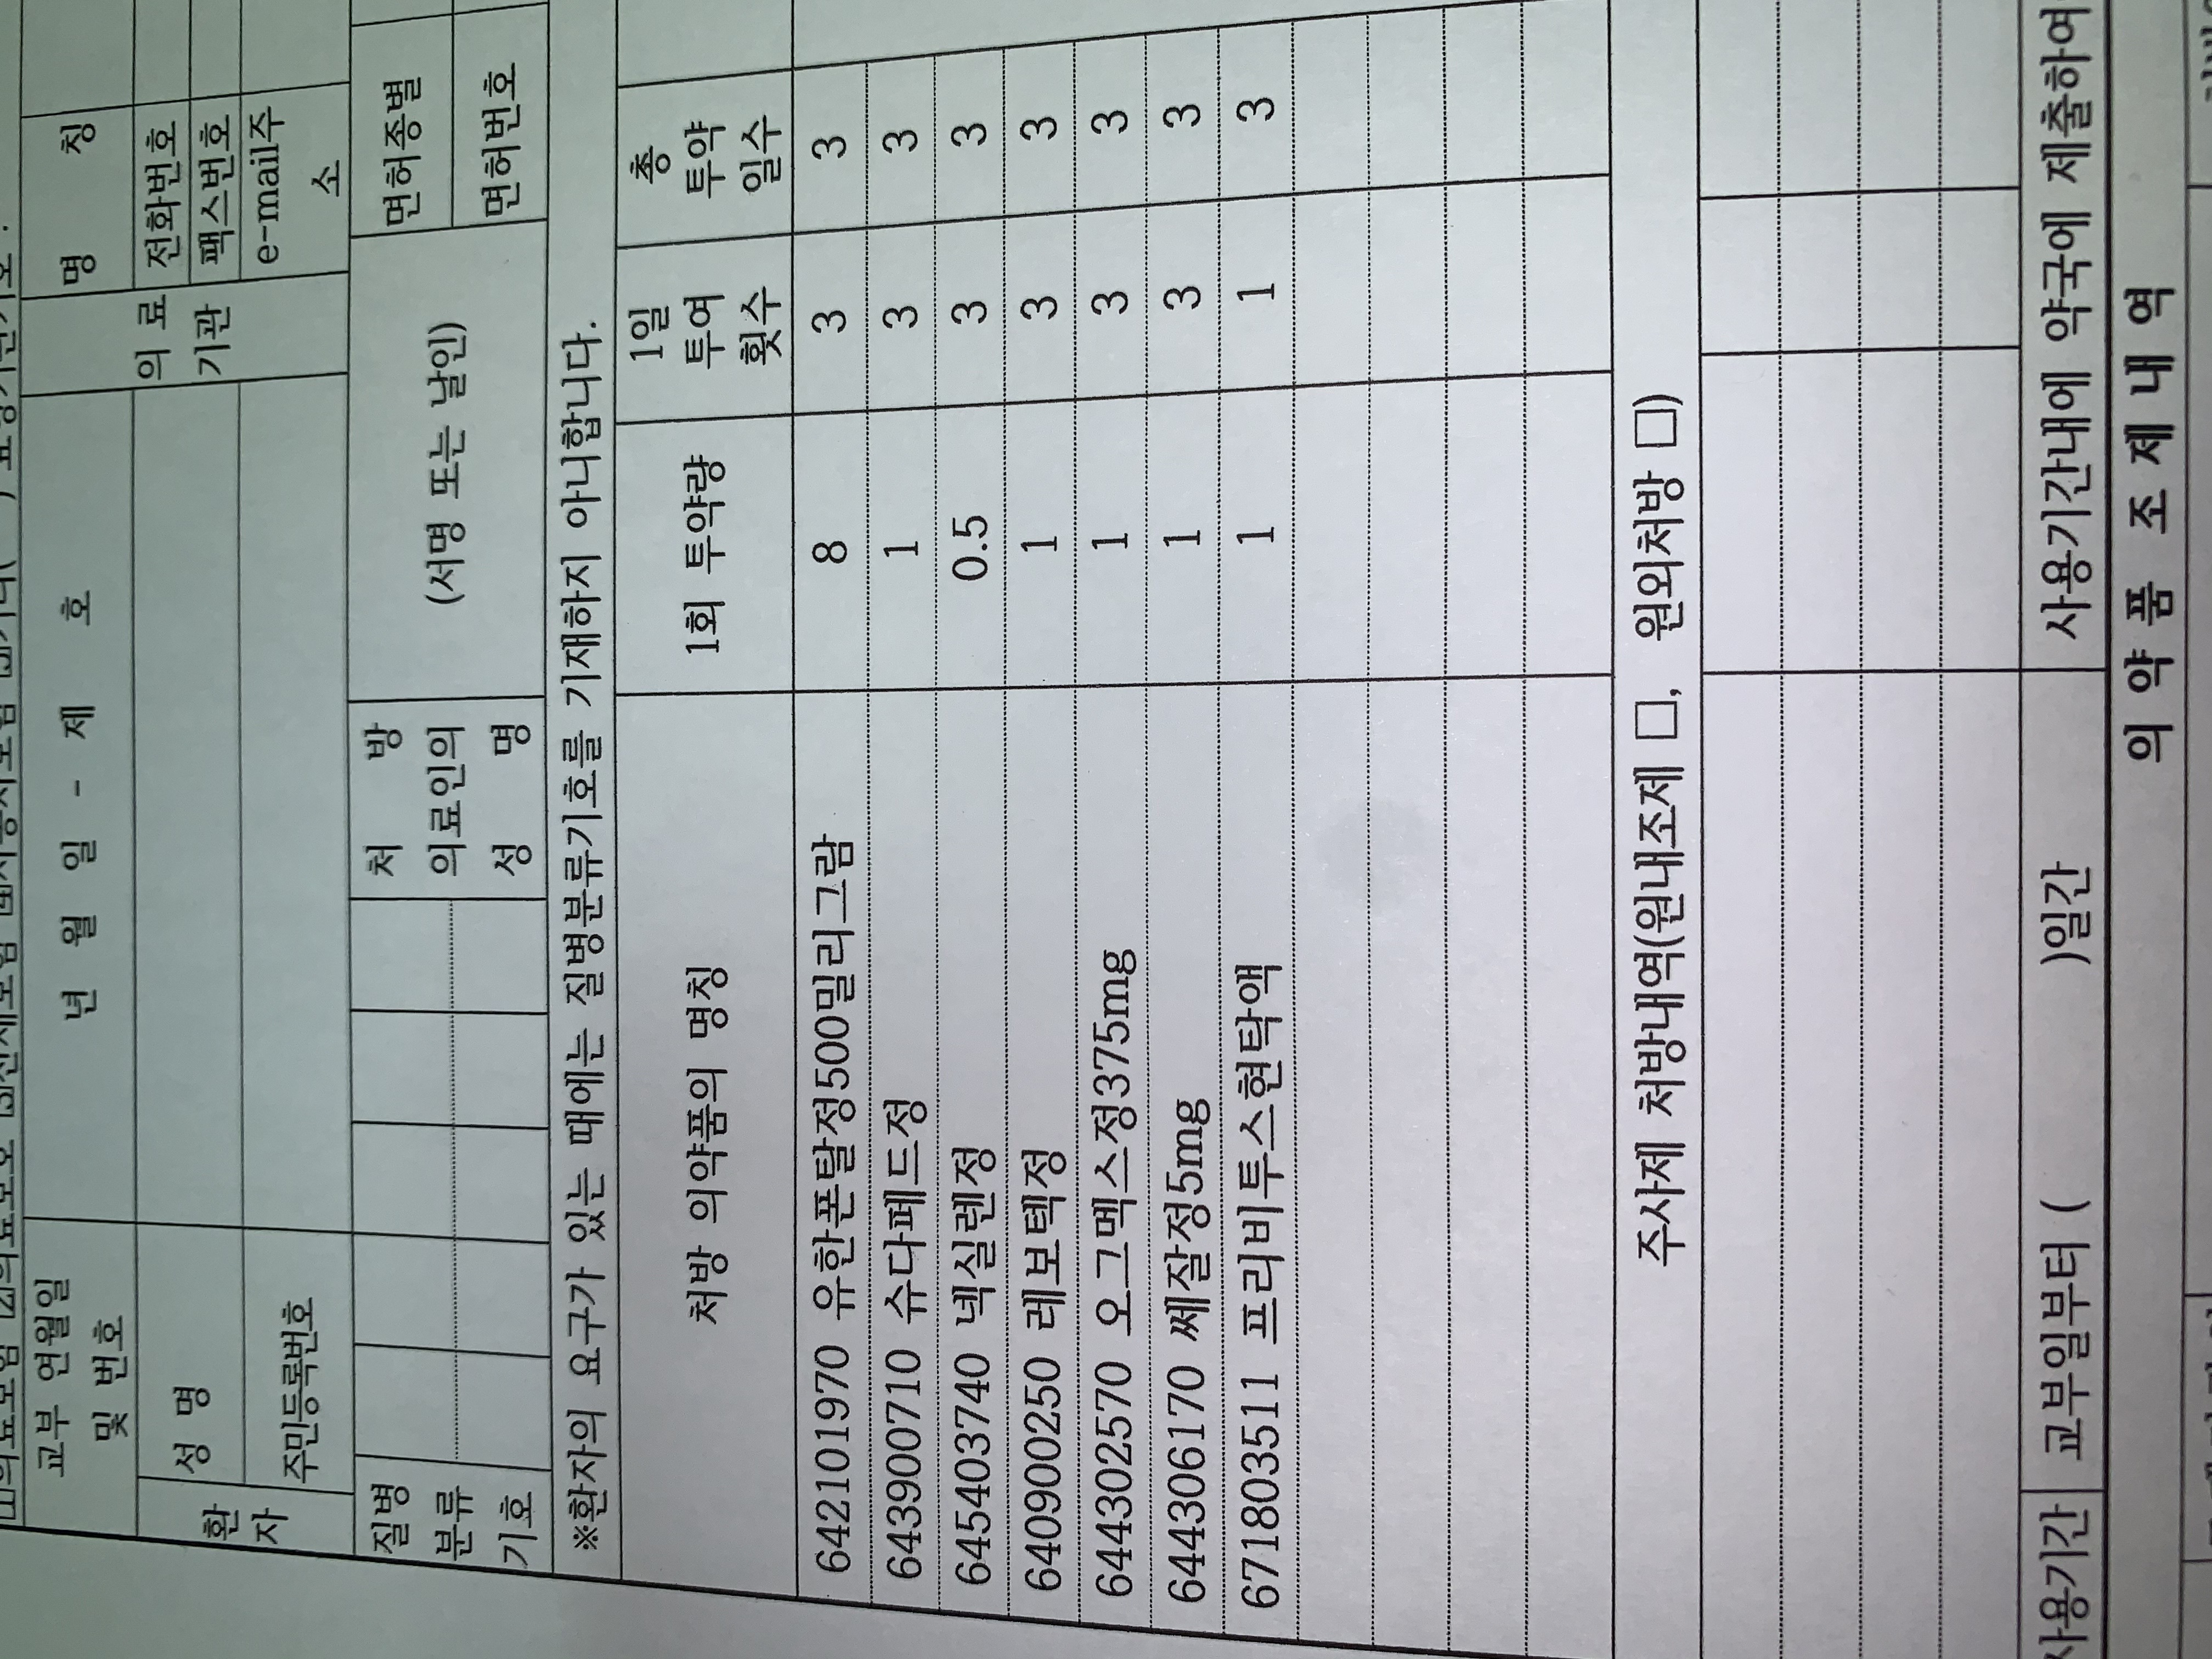 교부 연월일
및 번호
년 월 일 - 제 호
명 칭
의료
기관
전화번호
팩스번호
e-mail주
소
환
자
성 명
주민등록번호
질병
분류
기호
처 방
의료인의
성 명
(서명 또는 날인)
면허종별
면허번호
※환자의 요구가 있는 때에는 질병분류기호를 기재하지 아니합니다.
처방 의약품의 명칭
1회 투약량
1일
투여
횟수
총
투약
일수
642101970 유한폰탈정500밀리그람 8 3 3
643900710 슈다페드정 1 3 3
645403740 넥실렌정 0.5 3 3
640900250 레보텍정 1 3 3
644302570 오그멕스정375mg 1 3 3
644306170 쎄잘정5mg 1 3 3
671803511 프리비투스현탁액 1 1 3
주사제 처방내역(원내조제 □, 원외처방 □)
사용기간 교부일부터 ( )일간 사용기간내에 약국에 제출하여
의 약 품 조 제 내 역